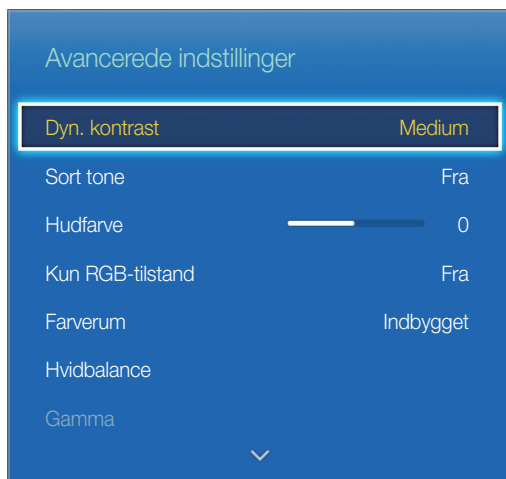 Avancerede indstillinger
Dyn. kontrast Medium
Sort tone Fra
Hudfarve 0
Kun RGB-tilstand Fra
Farverum Indbygget
Hvidbalance
Gamma